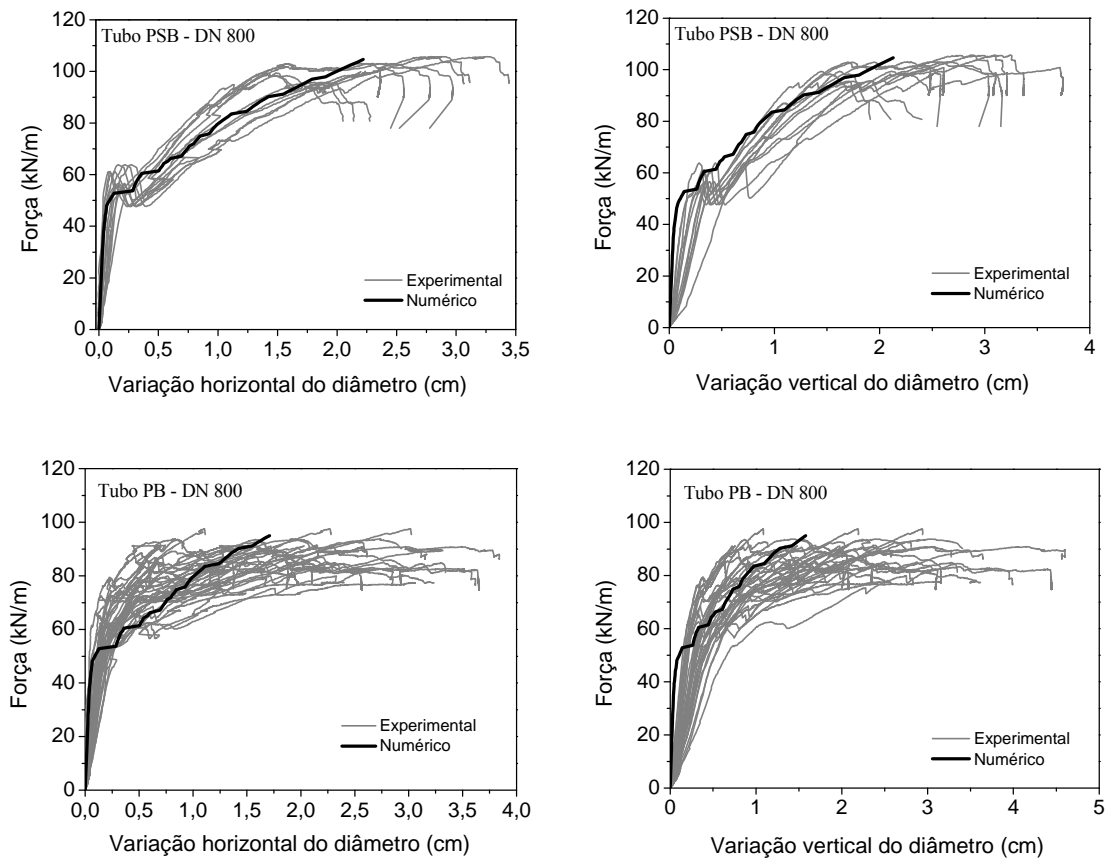 Tubo PSB - DN 800
Força (kN/m)
120
100
80
60
40
20
0
Experimental
Numérico
0,0 0,5 1,0 1,5 2,0 2,5 3,0 3,5
Variação horizontal do diâmetro (cm)
Tubo PSB - DN 800
Força (kN/m)
120
100
80
60
40
20
0
Experimental
Numérico
0 1 2 3 4
Variação vertical do diâmetro (cm)
Tubo PB - DN 800
Força (kN/m)
120
100
80
60
40
20
0
Experimental
Numérico
0,0 0,5 1,0 1,5 2,0 2,5 3,0 3,5 4,0
Variação horizontal do diâmetro (cm)
Tubo PB - DN 800
Força (kN/m)
120
100
80
60
40
20
0
Experimental
Numérico
0 1 2 3 4 5
Variação vertical do diâmetro (cm)